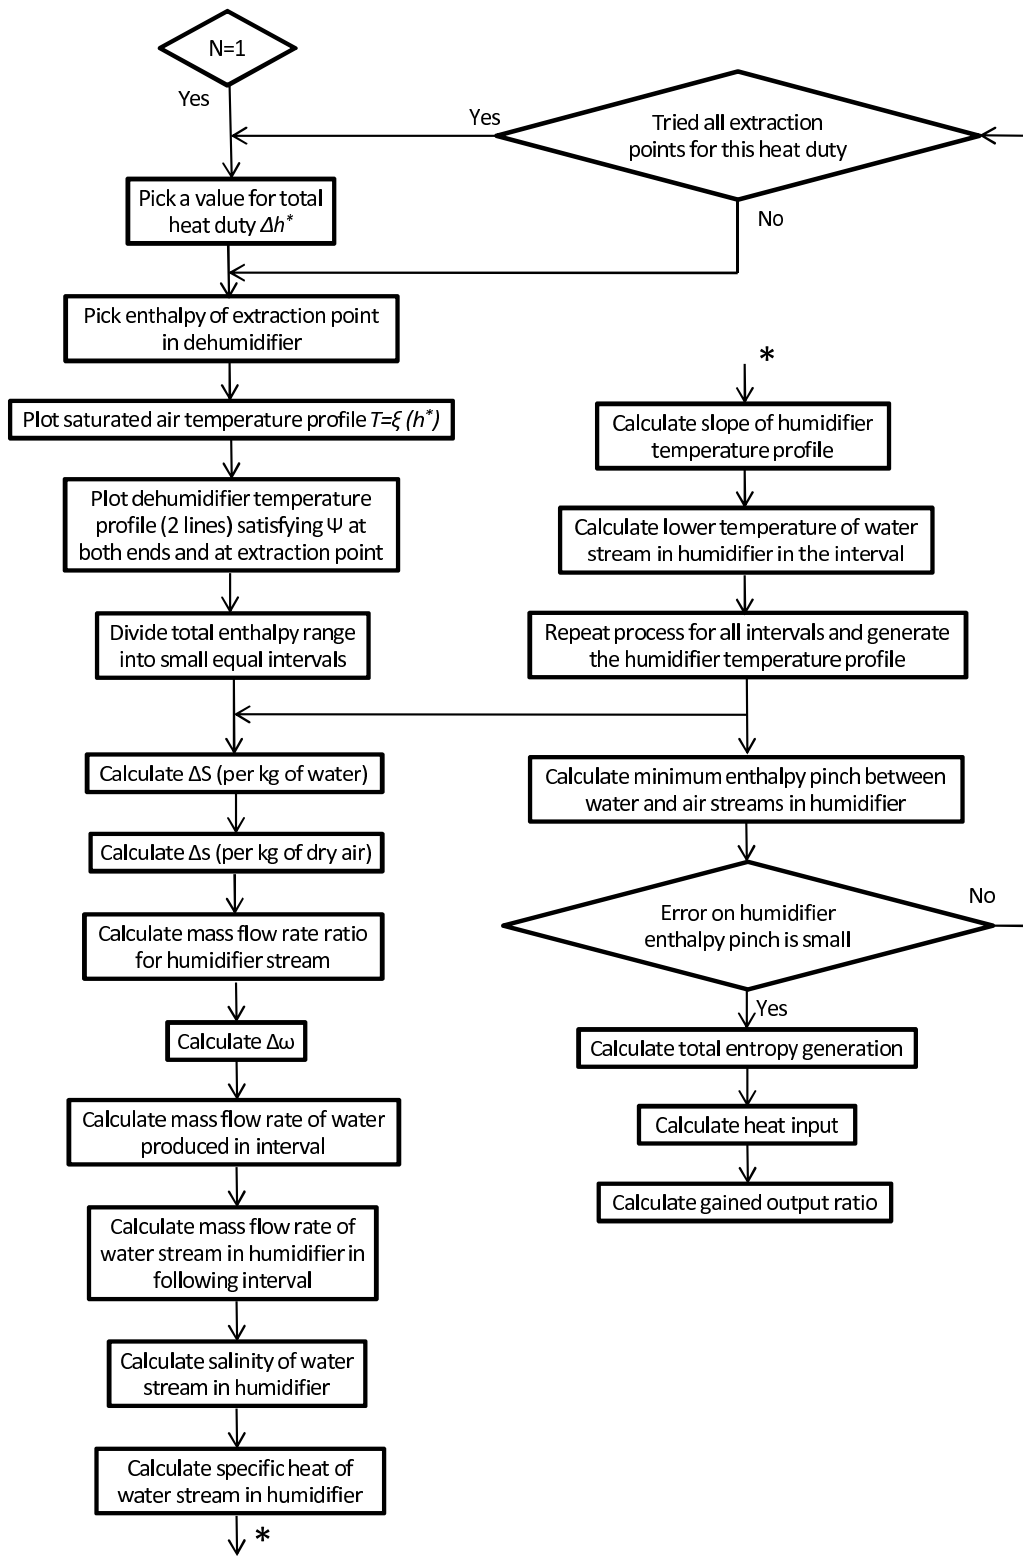 N=1
Yes
Yes
Tried all extraction
points for this heat duty
No
Pick a value for total
heat duty Δh*
Pick enthalpy of extraction point
in dehumidifier
Plot saturated air temperature profile T=ξ (h*)
Plot dehumidifier temperature
profile (2 lines) satisfying Ψ at
both ends and at extraction point
Divide total enthalpy range
into small equal intervals
Calculate ΔS (per kg of water)
Calculate Δs (per kg of dry air)
Calculate mass flow rate ratio
for humidifier stream
Calculate Δω
Calculate mass flow rate of water
produced in interval
Calculate mass flow rate of
water stream in humidifier in
following interval
Calculate salinity of water
stream in humidifier
Calculate specific heat of
water stream in humidifier
*
*
Calculate slope of humidifier
temperature profile
Calculate lower temperature of water
stream in humidifier in the interval
Repeat process for all intervals and generate
the humidifier temperature profile
Calculate minimum enthalpy pinch between
water and air streams in humidifier
Error on humidifier
enthalpy pinch is small
No
Yes
Calculate total entropy generation
Calculate heat input
Calculate gained output ratio